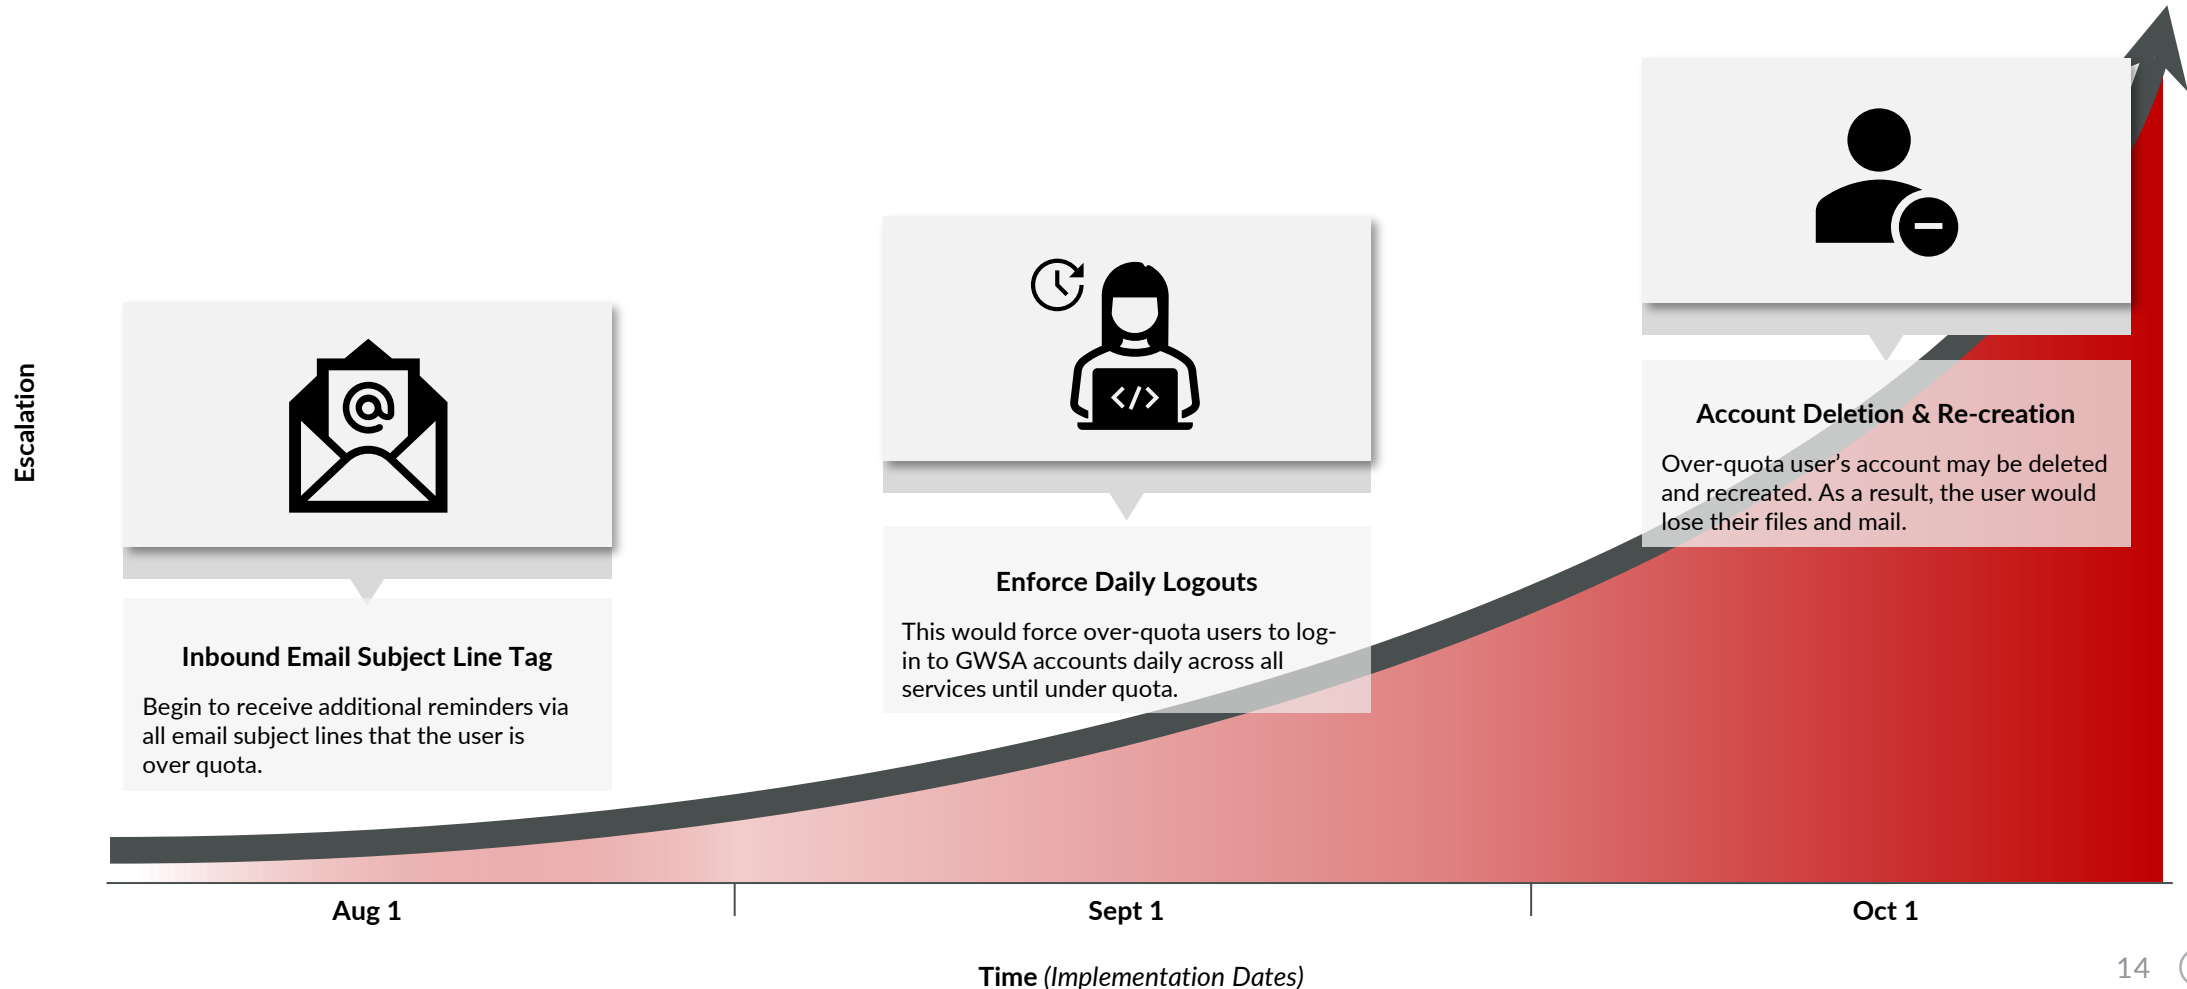 Escalation
Inbound Email Subject Line Tag
Begin to receive additional reminders via
all email subject lines that the user is
over quota.
Enforce Daily Logouts
This would force over-quota users to log-
in to GWSA accounts daily across all
services until under quota.
Account Deletion & Re-creation
Over-quota user’s account may be deleted
and recreated. As a result, the user would
lose their files and mail.
Aug 1
Sept 1
Oct 1
Time (Implementation Dates)
14